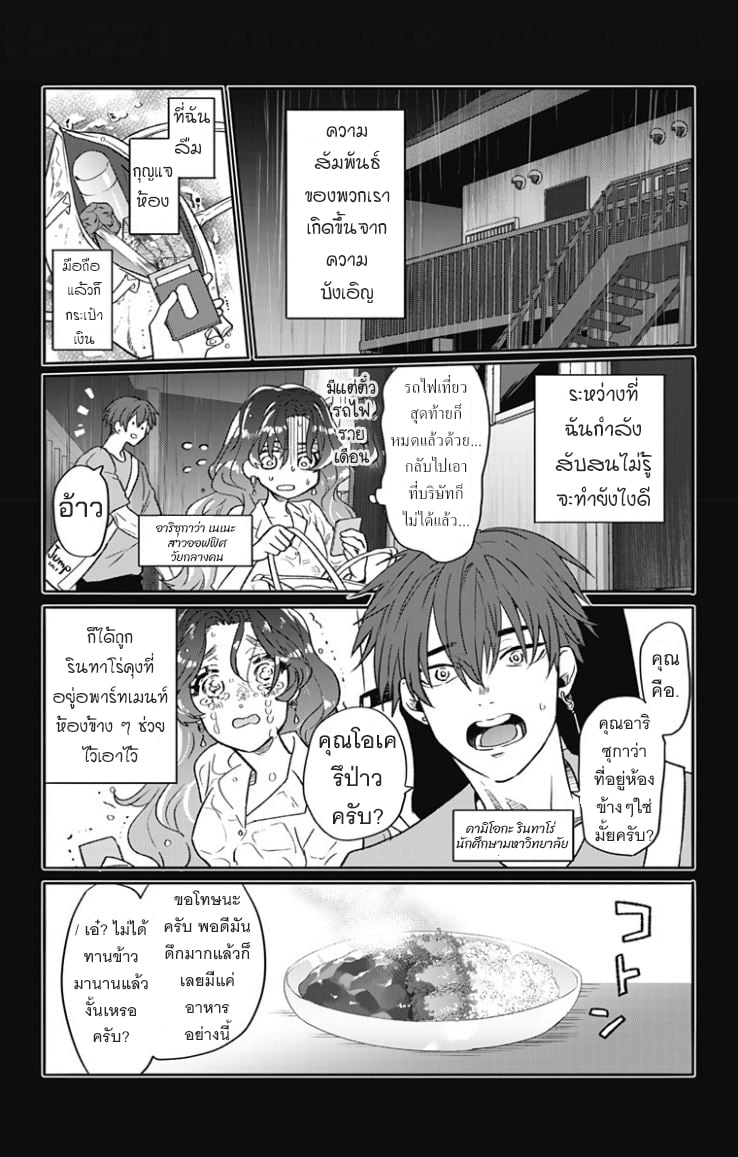 ความ
สัมพันธ์
ของพวกเรา
เกิดขึ้นจาก
ความ
บังเอิญ
ที่ฉัน
ลืม
กุญแจ
ห้อง
มือถือ
แล้วก็
กระเป๋า
เงิน
ระหว่างที่
ฉันกำลัง
สับสนไม่รู้
จะทำยังไงดี
รถไฟเที่ยว
สุดท้ายก็
หมดแล้วด้วย...
กลับไปเอา
ที่บริษัทก็
ไม่ได้แล้ว...
มีแต่ตั๋ว
รถไฟ
ราย
เดือน
อาริซุกาว่า เนเนะ
สาวออฟฟิศ
วัยกลางคน
อ้าว
Jump
คุณ
คือ.
คุณอาริ
ซุกาว่า
ที่อยู่ห้อง
ข้างๆใช่
มั้ยครับ?
คามิโอกะ รินทาโร่
นักศึกษามหาวิทยาลัย
คุณโอเค
รึป่าว
ครับ?
ก็ได้ถูก
รินทาโร่คุงที่
อยู่อพาร์ทเมนท์
ห้องข้าง ๆ ช่วย
ไว้เอาไว้
コトン
ขอโทษนะ
ครับ พอดีมัน
ดึกมากแล้วก็
เลยมีแค่
อาหาร
อย่างนี้
/ เอ๋? ไม่ได้
ทานข้าว
มานานแล้ว
งั้นเหรอ
ครับ?